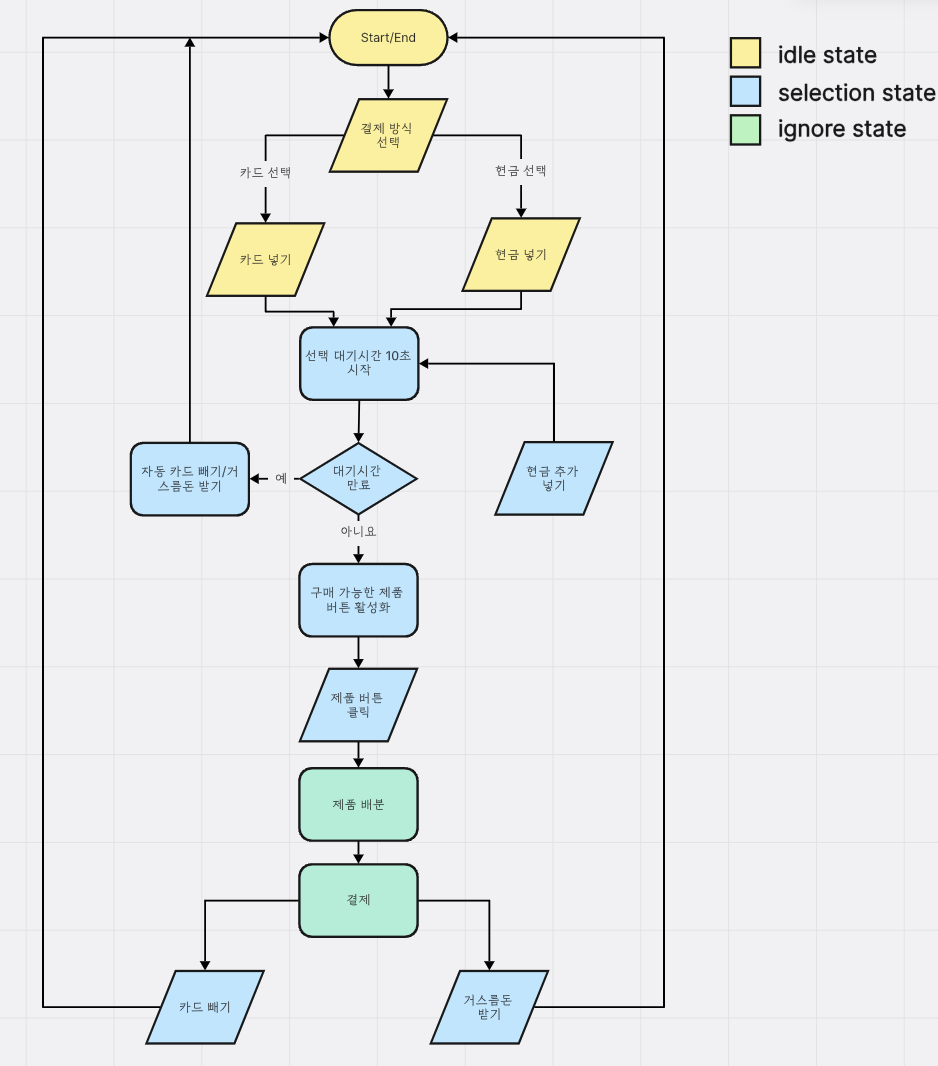 Start/End
idle state
selection state
ignore state
결제 방식
선택
카드 선택
현금 선택
카드 넣기
현금 넣기
선택 대기시간 10초
시작
자동 카드 빼기/거
스름돈 받기
예
대기시간
만료
현금 추가
넣기
아니요
구매 가능한 제품
버튼 활성화
제품 버튼
클릭
제품 배분
결제
카드 빼기
거스름돈
받기